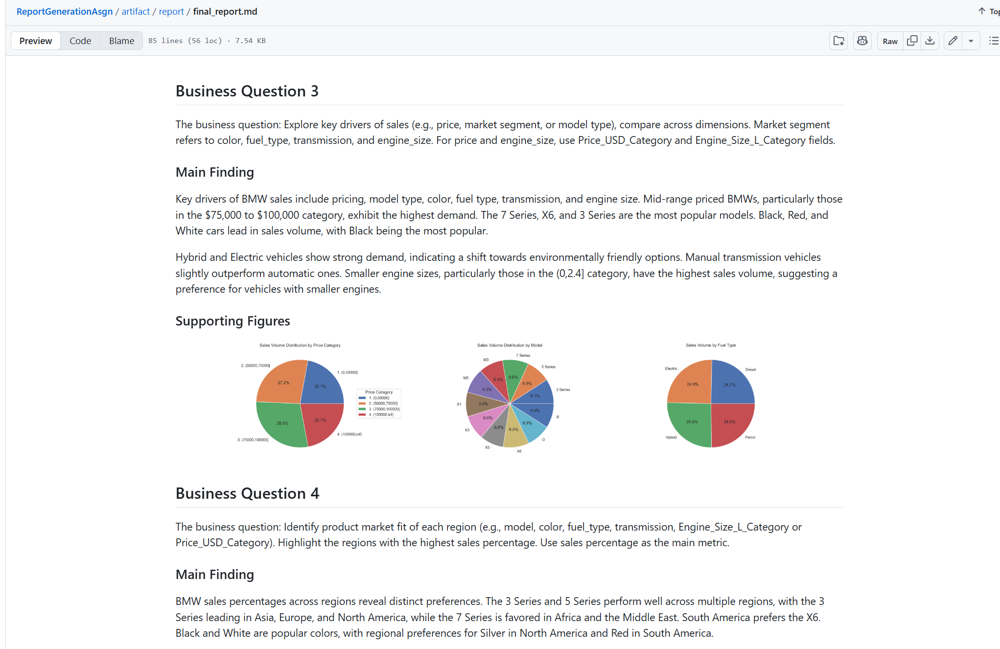 ReportGenerationAsgn / artifact / report / final_report.md
Top
Preview Code Blame 85 lines (56 loc) · 7.54 KB
Raw
Business Question 3
The business question: Explore key drivers of sales (e.g., price, market segment, or model type), compare across dimensions. Market segment
refers to color, fuel_type, transmission, and engine_size. For price and engine_size, use Price_USD_Category and Engine_Size_L_Category fields.
Main Finding
Key drivers of BMW sales include pricing, model type, color, fuel type, transmission, and engine size. Mid-range priced BMWs, particularly those
in the $75,000 to $100,000 category, exhibit the highest demand. The 7 Series, X6, and 3 Series are the most popular models. Black, Red, and
White cars lead in sales volume, with Black being the most popular.
Hybrid and Electric vehicles show strong demand, indicating a shift towards environmentally friendly options. Manual transmission vehicles
slightly outperform automatic ones. Smaller engine sizes, particularly those in the (0,2.4] category, have the highest sales volume, suggesting a
preference for vehicles with smaller engines.
Supporting Figures
Sales Volume Distribution by Price Category
2. (50000,75000]
1. (0,50000]
27.2%
22.1%
28.6%
22.1%
3. (75000,100000]
4. (100000,inf)
Price Category
1. (0,50000]
2. (50000,75000]
3. (75000,100000]
4. (100000,inf)
Sales Volume Distribution by Model
7 Series
M3
5 Series
M5
3 Series
X1
i8
X3
i3
X5
X6
9.6%
8.9%
8.9%
9.2%
9.1%
9.0%
9.0%
9.0%
8.9%
8.8%
9.5%
Sales Volume by Fuel Type
Electric
Diesel
24.9%
24.7%
25.6%
24.8%
Hybrid
Petrol
Business Question 4
The business question: Identify product market fit of each region (e.g., model, color, fuel_type, transmission, Engine_Size_L_Category or
Price_USD_Category). Highlight the regions with the highest sales percentage. Use sales percentage as the main metric.
Main Finding
BMW sales percentages across regions reveal distinct preferences. The 3 Series and 5 Series perform well across multiple regions, with the 3
Series leading in Asia, Europe, and North America, while the 7 Series is favored in Africa and the Middle East. South America prefers the X6.
Black and White are popular colors, with regional preferences for Silver in North America and Red in South America.